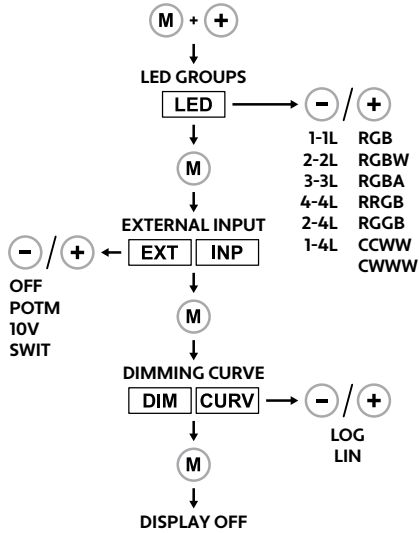 M + +
LED GROUPS
LED
- / +
1-1L RGB
2-2L RGBW
3-3L RGBA
4-4L RRGB
2-4L RGGB
1-4L CCWW
CWWW
M
EXTERNAL INPUT
- / + EXT INP
OFF
POTM
10V
SWIT
M
DIMMING CURVE
DIM CURV - / +
LOG
LIN
M
DISPLAY OFF